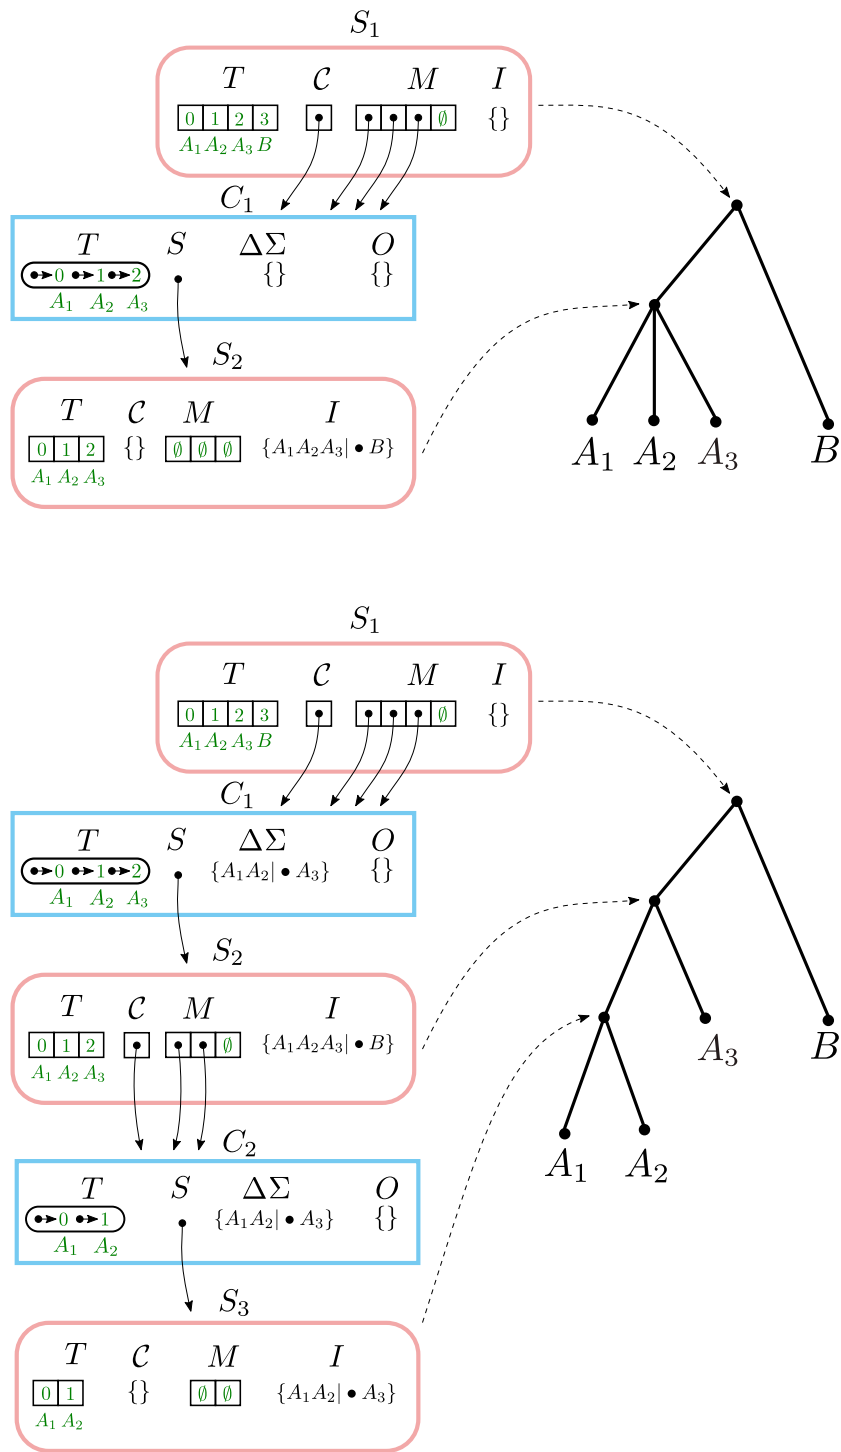 S₁
T 𝒞 M I
0 1 2 3 ∅ {}
A₁ A₂ A₃ B
C₁
T S ΔΣ O
0 1 2 {} {}
A₁ A₂ A₃
S₂
T 𝒞 M I
0 1 2 {} ∅ ∅ ∅ {A₁A₂A₃| • B}
A₁ A₂ A₃
A₁ A₂ A₃ B
S₁
T 𝒞 M I
0 1 2 3 ∅ {}
A₁ A₂ A₃ B
C₁
T S ΔΣ O
0 1 2 {A₁A₂| • A₃} {}
A₁ A₂ A₃
S₂
T 𝒞 M I
0 1 2 ∅ {A₁A₂A₃| • B}
A₁ A₂ A₃
A₃ B
C₂
T S ΔΣ O
0 1 {A₁A₂| • A₃} {}
A₁ A₂
A₁ A₂
S₃
T 𝒞 M I
0 1 {} ∅ ∅ {A₁A₂| • A₃}
A₁ A₂